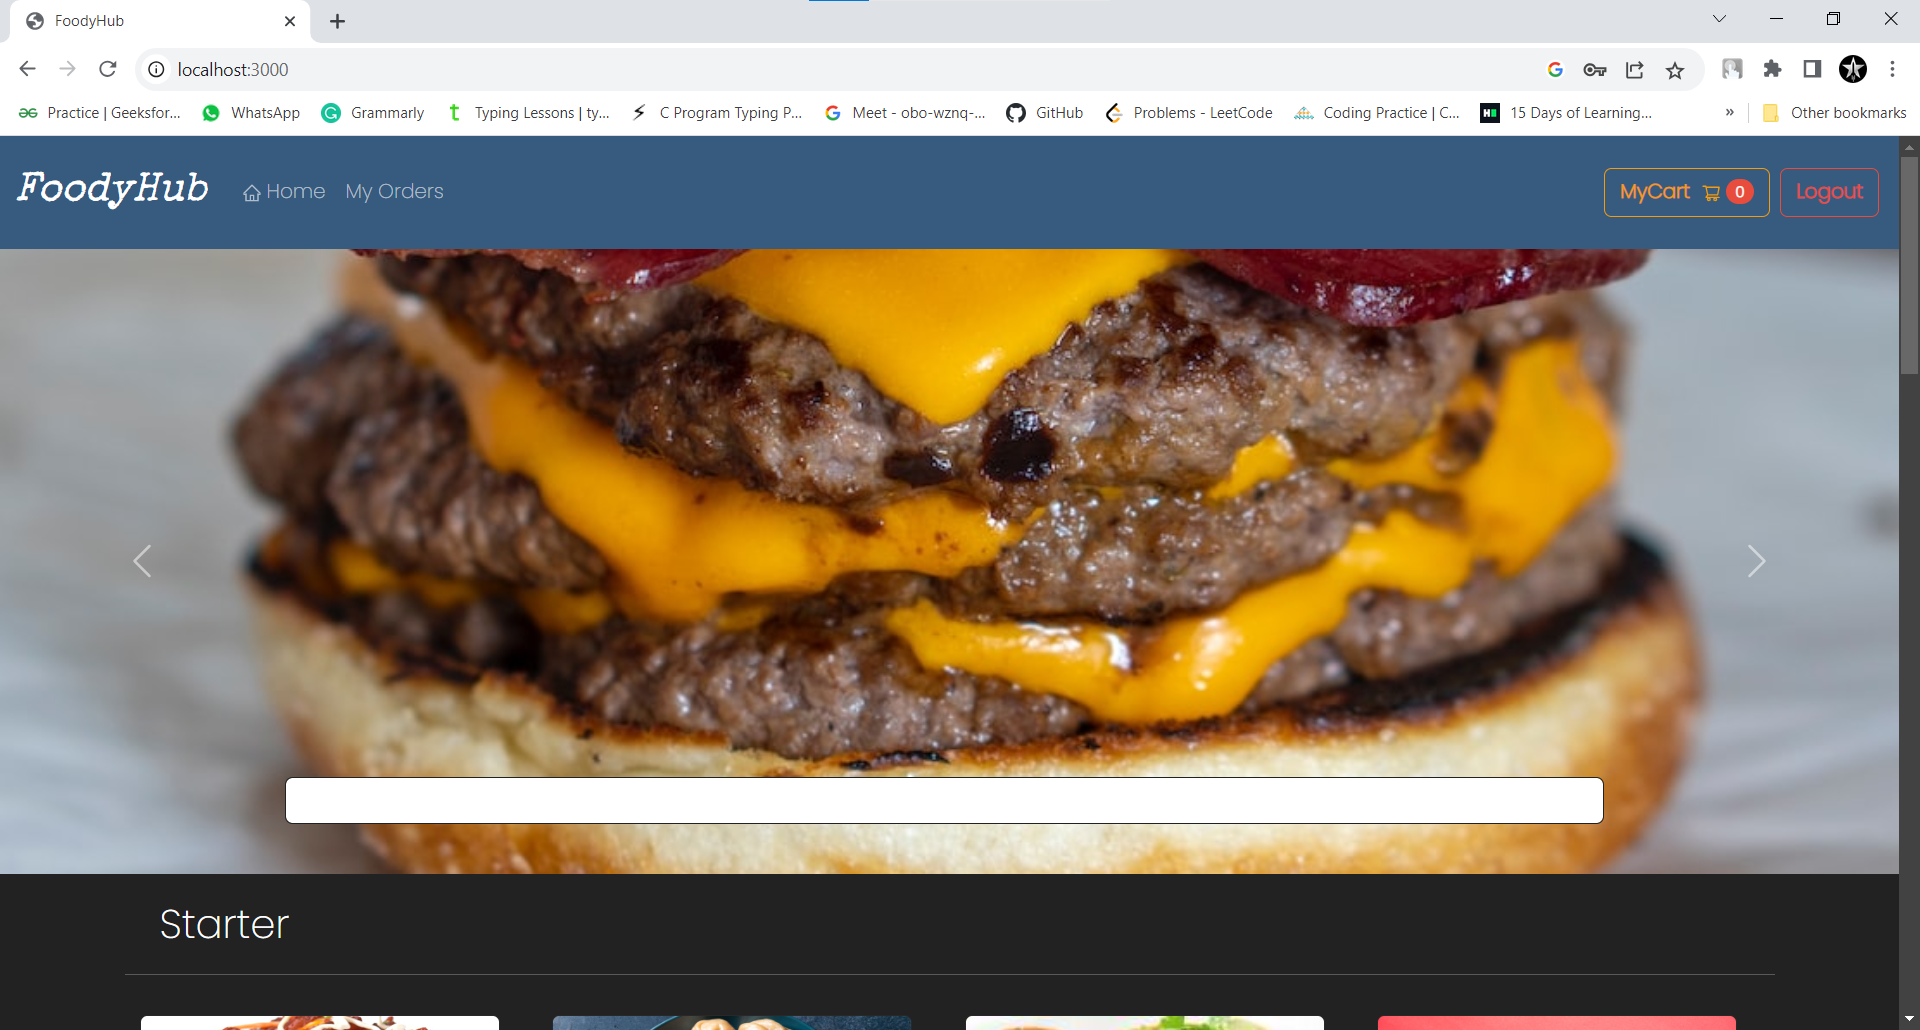 FoodyHub
localhost:3000
Practice | Geeksfor... WhatsApp Grammarly Typing Lessons | ty... C Program Typing P... Meet - obo-wznq-... GitHub Problems - LeetCode Coding Practice | C... 15 Days of Learning... » Other bookmarks
FoodyHub Home My Orders MyCart 0 Logout
Starter